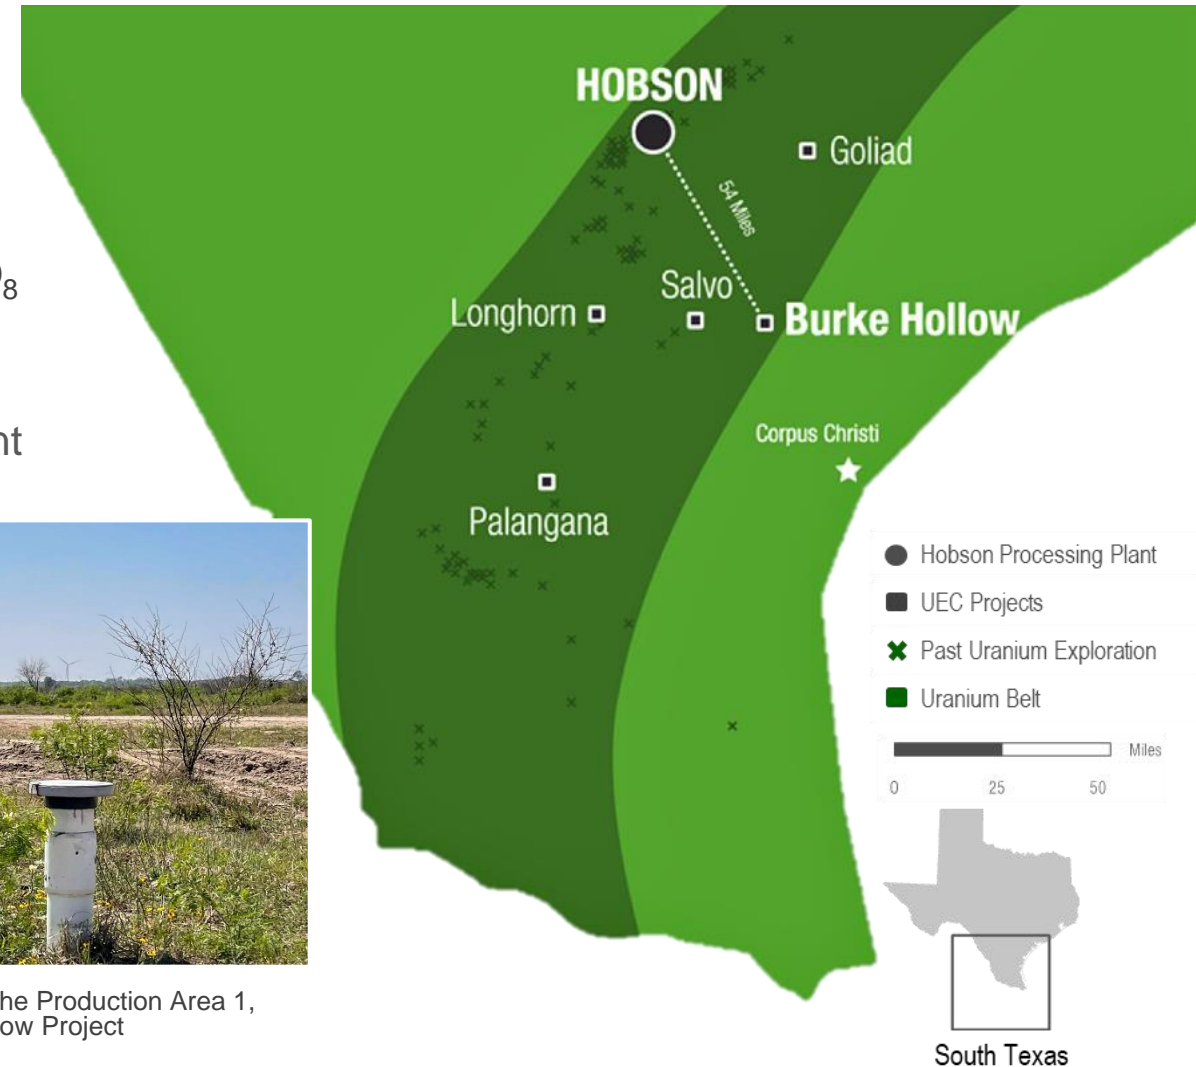 HOBSON
Goliad
54 Miles
8
Salvo
Longhorn
Burke Hollow
nt
Corpus Christi
Palangana
Hobson Processing Plant
UEC Projects
Past Uranium Exploration
Uranium Belt
Miles
0 25 50
he Production Area 1,
ow Project
South Texas